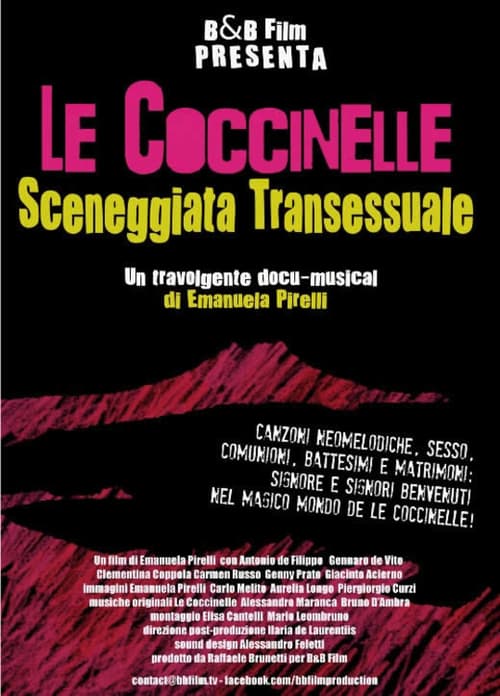 B&B Film
PRESENTA
LE COCCINELLE
Sceneggiata Transessuale
Un travolgente docu-musical
di Emanuela Pirelli
CANZONI NEOMELODICHE, SESSO,
COMUNIONI, BATTESIMI E MATRIMONI:
SIGNORE E SIGNORI BENVENUTI
NEL MAGICO MONDO DE LE COCCINELLE!
Un film di Emanuela Pirelli con Antonio de Filippo Gennaro de Vito
Clementina Coppola Carmen Russo Genny Prato Giacinto Acierno
immagini Emanuela Pirelli Carlo Melito Aurelia Longo Piergiorgio Curzi
musiche originali Le Coccinelle Alessandro Maranca Bruno D'Ambra
montaggio Elisa Cantelli Mario Leombruno
direzione post-produzione Ilaria de Laurentiis
sound design Alessandro Feletti
prodotto da Raffaele Brunetti per B&B Film
contact@bbfilm.tv - facebook.com/bbfilmproduction